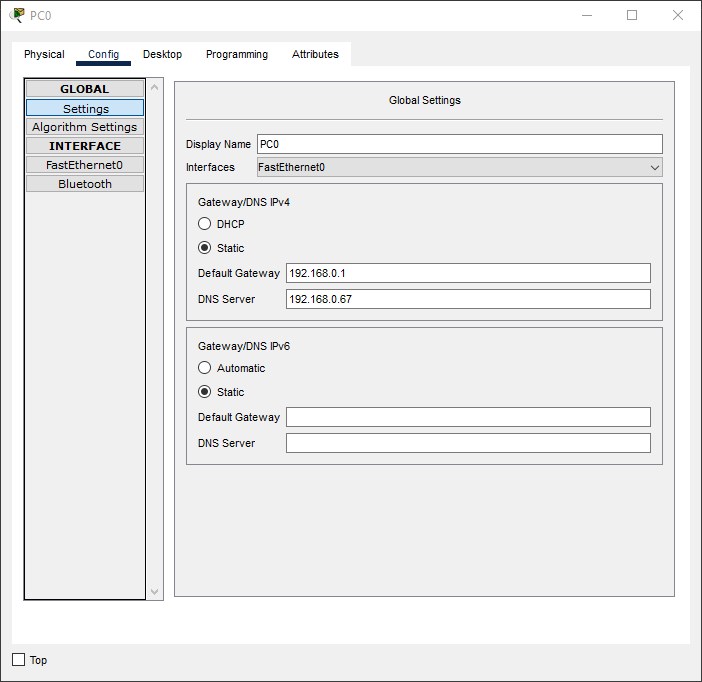 PC0
Physical Config Desktop Programming Attributes
GLOBAL
Settings
Algorithm Settings
INTERFACE
FastEthernet0
Bluetooth
Global Settings
Display Name PC0
Interfaces FastEthernet0
Gateway/DNS IPv4
DHCP
Static
Default Gateway 192.168.0.1
DNS Server 192.168.0.67
Gateway/DNS IPv6
Automatic
Static
Default Gateway
DNS Server
Top